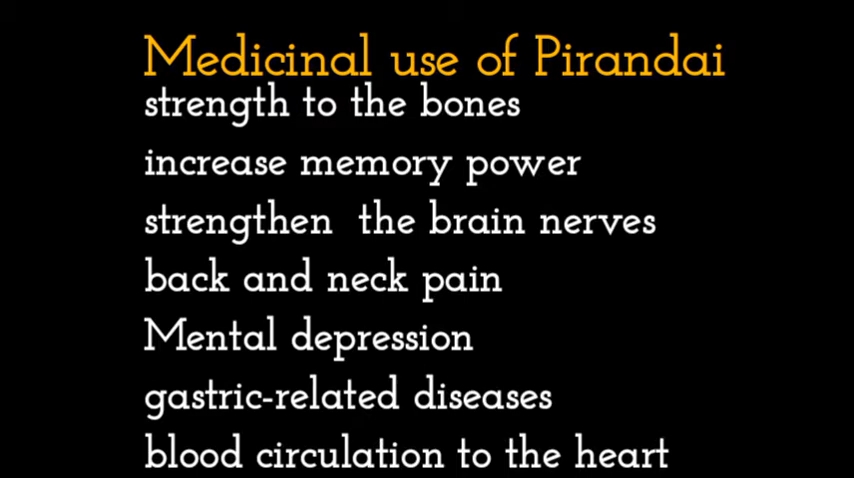 Medicinal use of Pirandai
strength to the bones
increase memory power
strengthen  the brain nerves
back and neck pain
Mental depression
gastric-related diseases
blood circulation to the heart